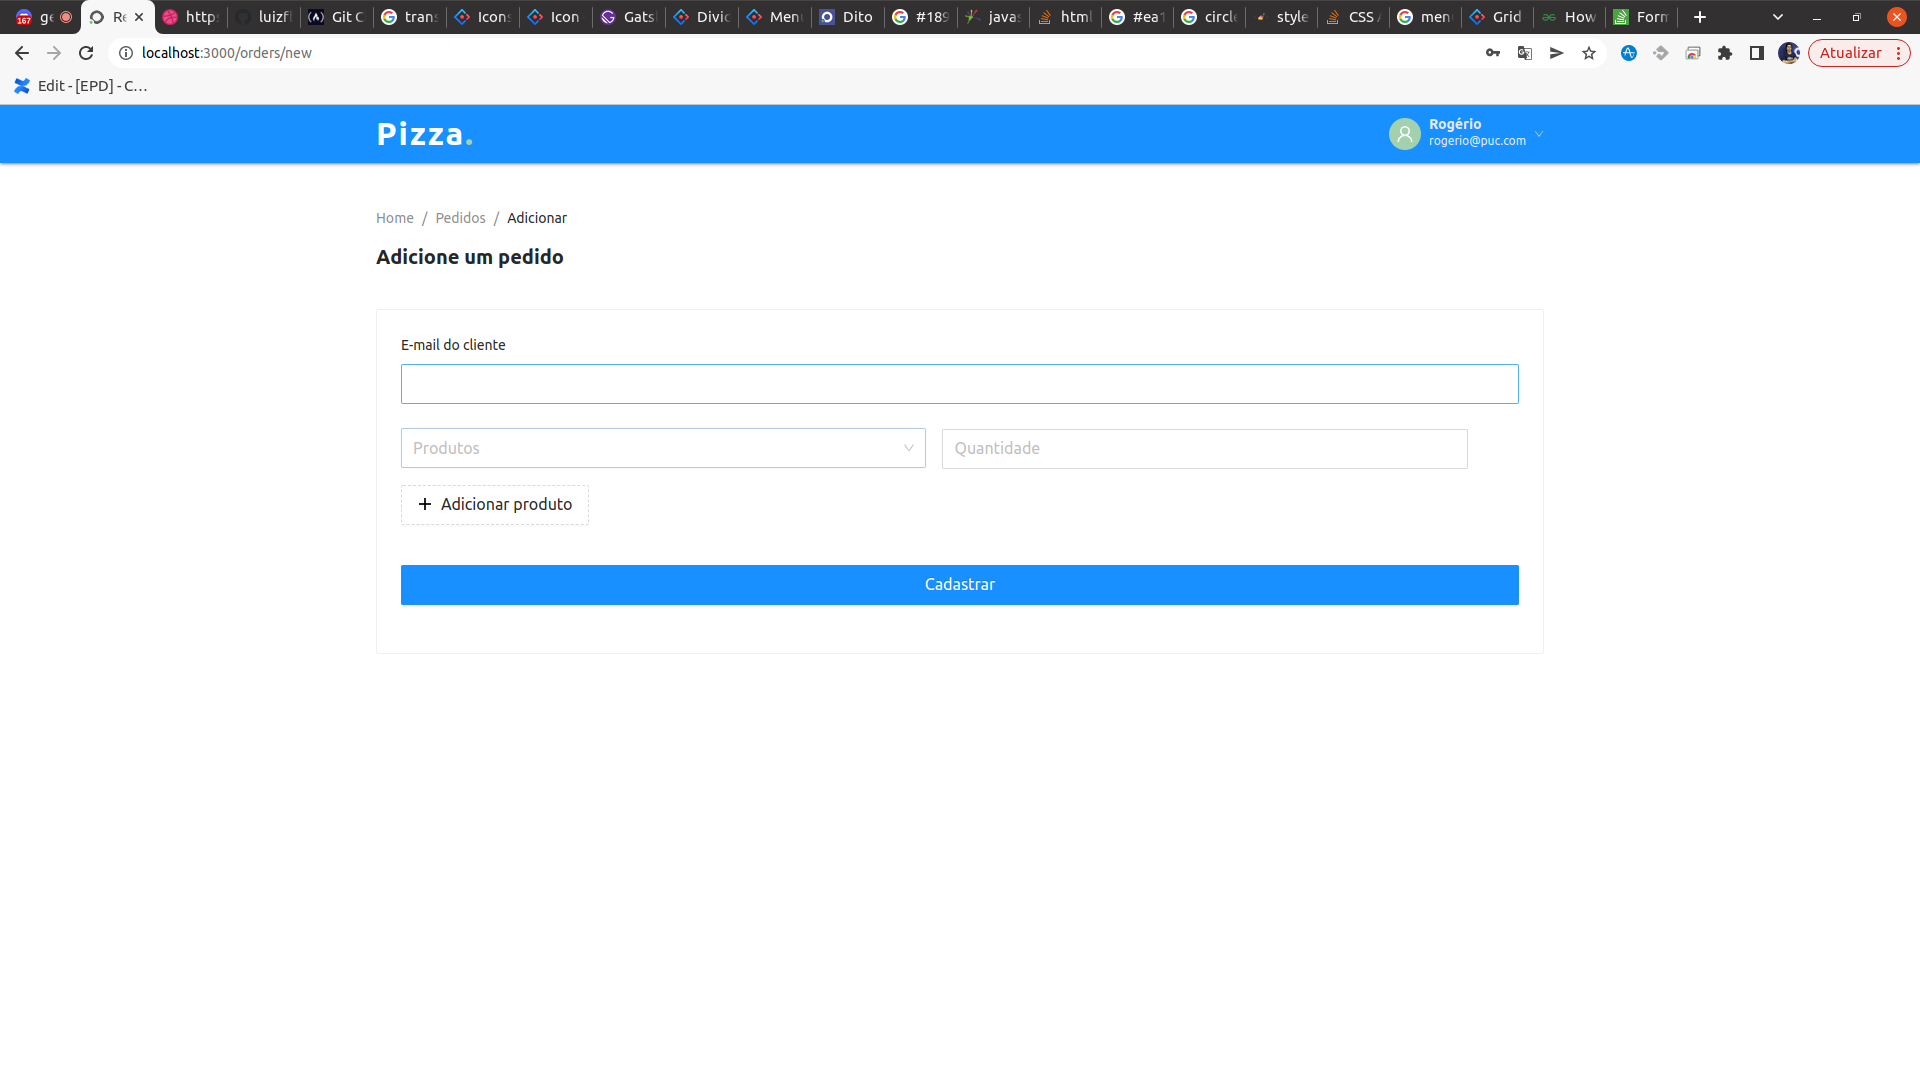 167 ge Re http luizfl Git C trans Icons Icon Gats Divic Menu Dito #189 javas html #ea1 circle style CSS A men Grid How Form
localhost:3000/orders/new Atualizar
Edit - [EPD] - C...
Pizza.
Rogério
rogerio@puc.com
Home / Pedidos / Adicionar
Adicione um pedido
E-mail do cliente
Produtos Quantidade
+ Adicionar produto
Cadastrar